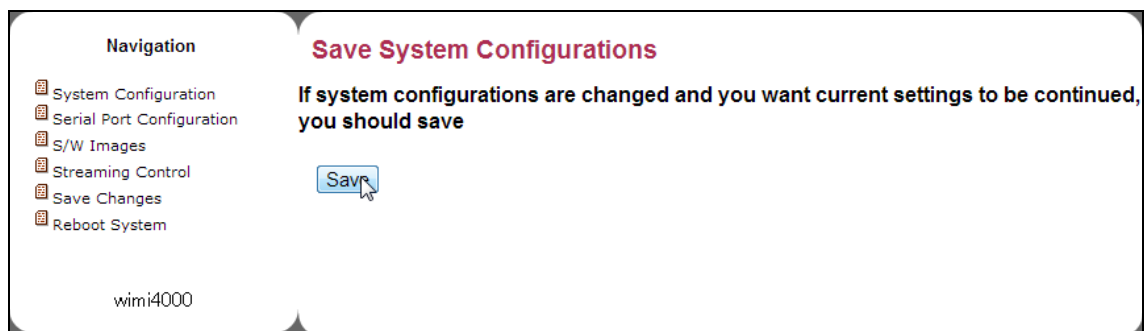 Navigation
System Configuration
Serial Port Configuration
S/W Images
Streaming Control
Save Changes
Reboot System
wimi4000
Save System Configurations
If system configurations are changed and you want current settings to be continued,
you should save
Save